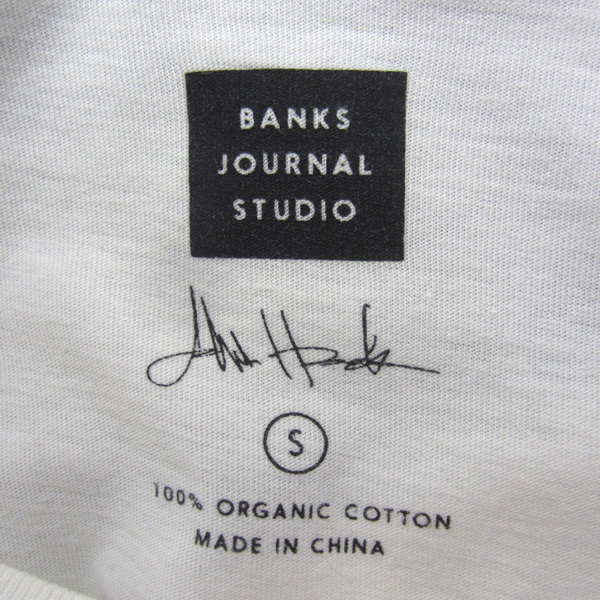 BANKS
JOURNAL
STUDIO
S
100% ORGANIC COTTON
MADE IN CHINA